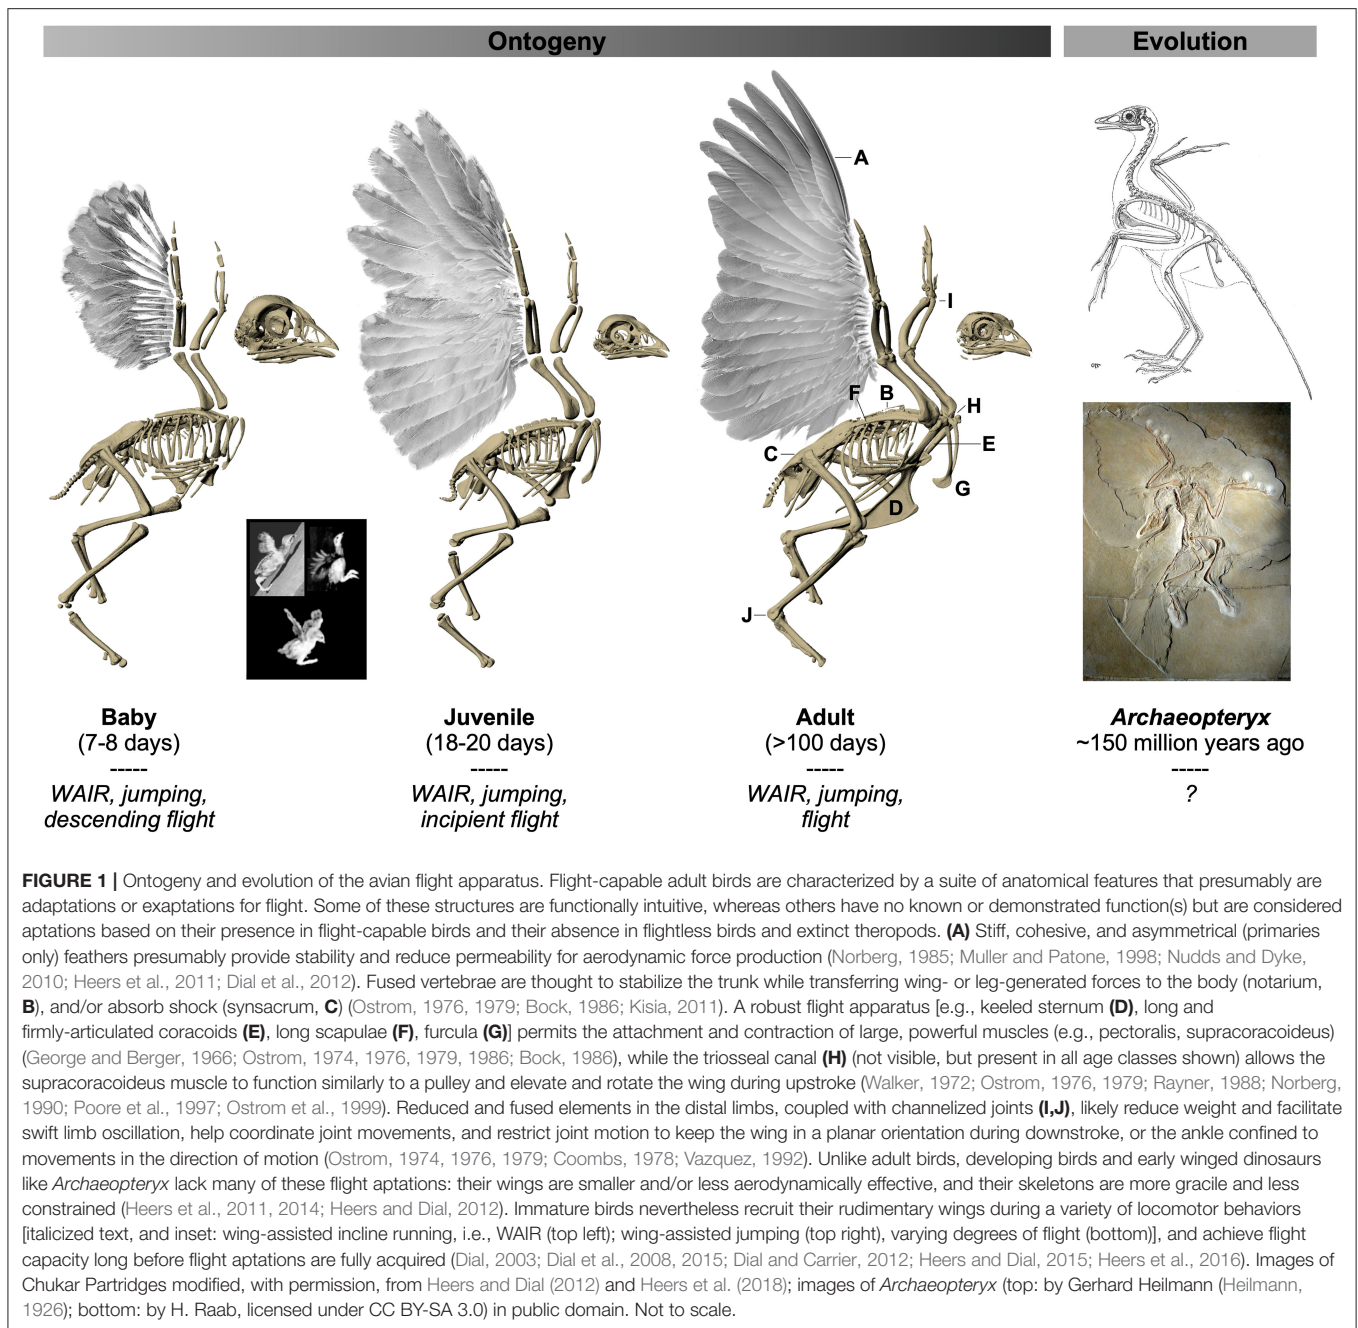 Ontogeny
Evolution
A
I
F
B
H
E
C
G
D
J
Baby
(7-8 days)
-----
WAIR, jumping,
descending flight
Juvenile
(18-20 days)
-----
WAIR, jumping,
incipient flight
Adult
(>100 days)
-----
WAIR, jumping,
flight
Archaeopteryx
~150 million years ago
-----
?
FIGURE 1 | Ontogeny and evolution of the avian flight apparatus. Flight-capable adult birds are characterized by a suite of anatomical features that presumably are
adaptations or exaptations for flight. Some of these structures are functionally intuitive, whereas others have no known or demonstrated function(s) but are considered
aptations based on their presence in flight-capable birds and their absence in flightless birds and extinct theropods. (A) Stiff, cohesive, and asymmetrical (primaries
only) feathers presumably provide stability and reduce permeability for aerodynamic force production (Norberg, 1985; Muller and Patone, 1998; Nudds and Dyke,
2010; Heers et al., 2011; Dial et al., 2012). Fused vertebrae are thought to stabilize the trunk while transferring wing- or leg-generated forces to the body (notarium,
B), and/or absorb shock (synsacrum, C) (Ostrom, 1976, 1979; Bock, 1986; Kisia, 2011). A robust flight apparatus [e.g., keeled sternum (D), long and
firmly-articulated coracoids (E), long scapulae (F), furcula (G)] permits the attachment and contraction of large, powerful muscles (e.g., pectoralis, supracoracoideus)
(George and Berger, 1966; Ostrom, 1974, 1976, 1979, 1986; Bock, 1986), while the triosseal canal (H) (not visible, but present in all age classes shown) allows the
supracoracoideus muscle to function similarly to a pulley and elevate and rotate the wing during upstroke (Walker, 1972; Ostrom, 1976, 1979; Rayner, 1988; Norberg,
1990; Poore et al., 1997; Ostrom et al., 1999). Reduced and fused elements in the distal limbs, coupled with channelized joints (I,J), likely reduce weight and facilitate
swift limb oscillation, help coordinate joint movements, and restrict joint motion to keep the wing in a planar orientation during downstroke, or the ankle confined to
movements in the direction of motion (Ostrom, 1974, 1976, 1979; Coombs, 1978; Vazquez, 1992). Unlike adult birds, developing birds and early winged dinosaurs
like Archaeopteryx lack many of these flight aptations: their wings are smaller and/or less aerodynamically effective, and their skeletons are more gracile and less
constrained (Heers et al., 2011, 2014; Heers and Dial, 2012). Immature birds nevertheless recruit their rudimentary wings during a variety of locomotor behaviors
[italicized text, and inset: wing-assisted incline running, i.e., WAIR (top left); wing-assisted jumping (top right), varying degrees of flight (bottom)], and achieve flight
capacity long before flight aptations are fully acquired (Dial, 2003; Dial et al., 2008, 2015; Dial and Carrier, 2012; Heers and Dial, 2015; Heers et al., 2016). Images of
Chukar Partridges modified, with permission, from Heers and Dial (2012) and Heers et al. (2018); images of Archaeopteryx (top: by Gerhard Heilmann (Heilmann,
1926); bottom: by H. Raab, licensed under CC BY-SA 3.0) in public domain. Not to scale.